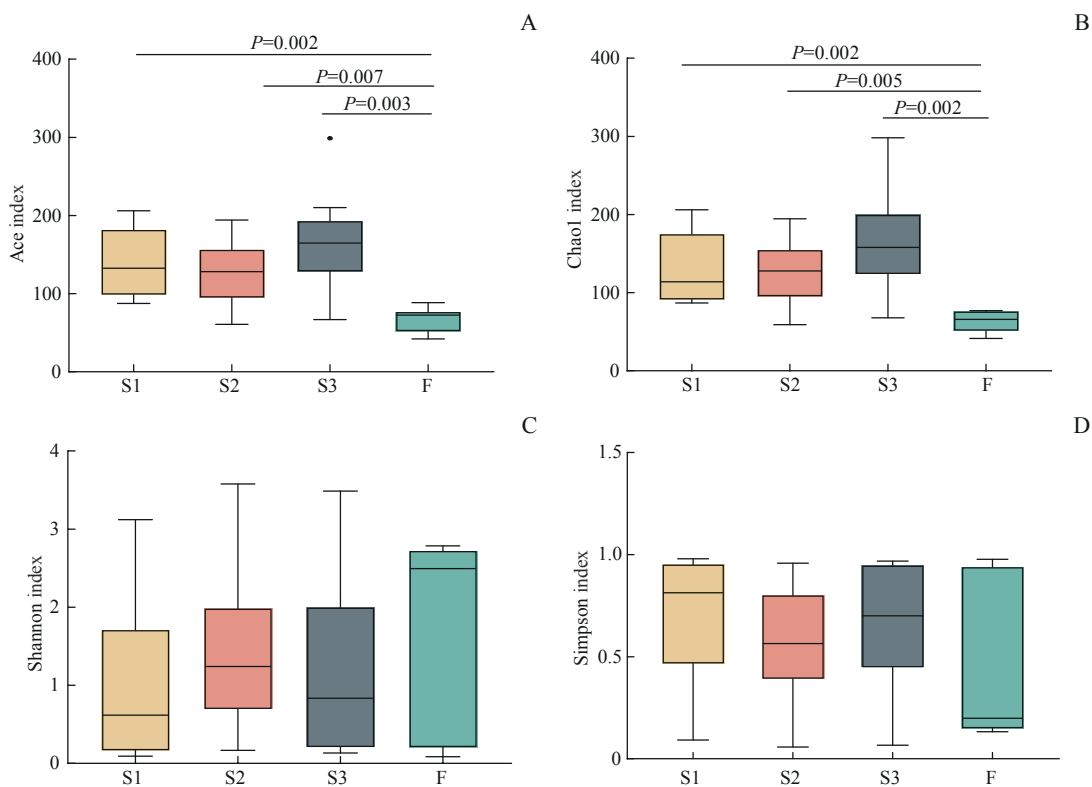 A
P=0.002
P=0.007
P=0.003
400
300
200
100
0
Ace index
S1 S2 S3 F
B
P=0.002
P=0.005
P=0.002
400
300
200
100
0
Chao1 index
S1 S2 S3 F
C
4
3
2
1
0
Shannon index
S1 S2 S3 F
D
1.5
1.0
0.5
0
Simpson index
S1 S2 S3 F